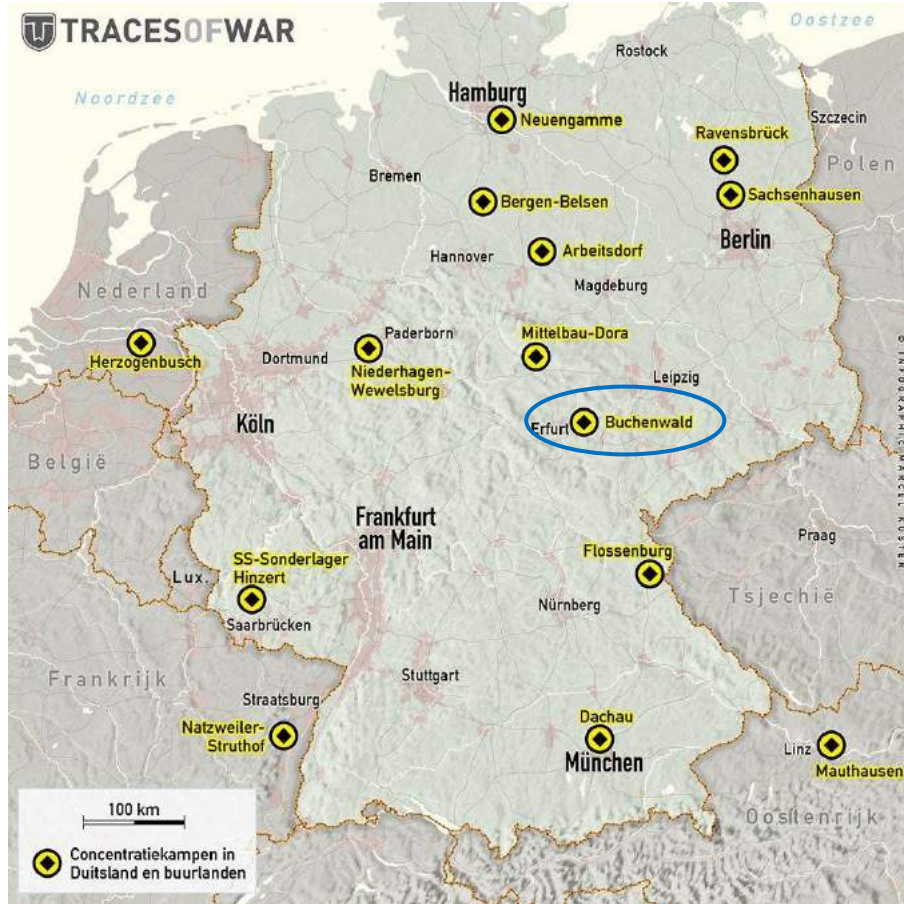 TRACESOFWAR
Oostzee
Rostock
Noordzee
Hamburg
Neuengamme
Szczecin
Ravensbrück
Polen
Bremen
Sachsenhausen
Bergen-Belsen
Berlin
Arbeitsdorf
Hannover
Magdeburg
Nederland
Paderborn
Mittelbau-Dora
Herzogenbusch
Dortmund
Niederhagen-
Wewelsburg
Leipzig
Köln
Erfurt
Buchenwald
België
Frankfurt
am Main
Praag
SS-Sonderlager
Hinzert
Flossenburg
Lux.
Tsjechië
Nürnberg
Saarbrücken
Frankrijk
Stuttgart
Straatsburg
Natzweiler-
Struthof
Dachau
München
Linz
Mauthausen
Oostenrijk
100 km
Concentratiekampen in
Duitsland en buurlanden
© INFOGRAPHIC MARCEL KUSTER